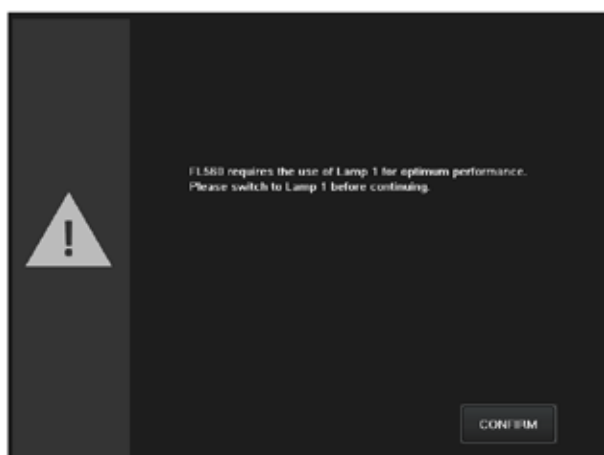 FL560 requires the use of Lamp 1 for optimum performance.
Please switch to Lamp 1 before continuing.
CONFIRM